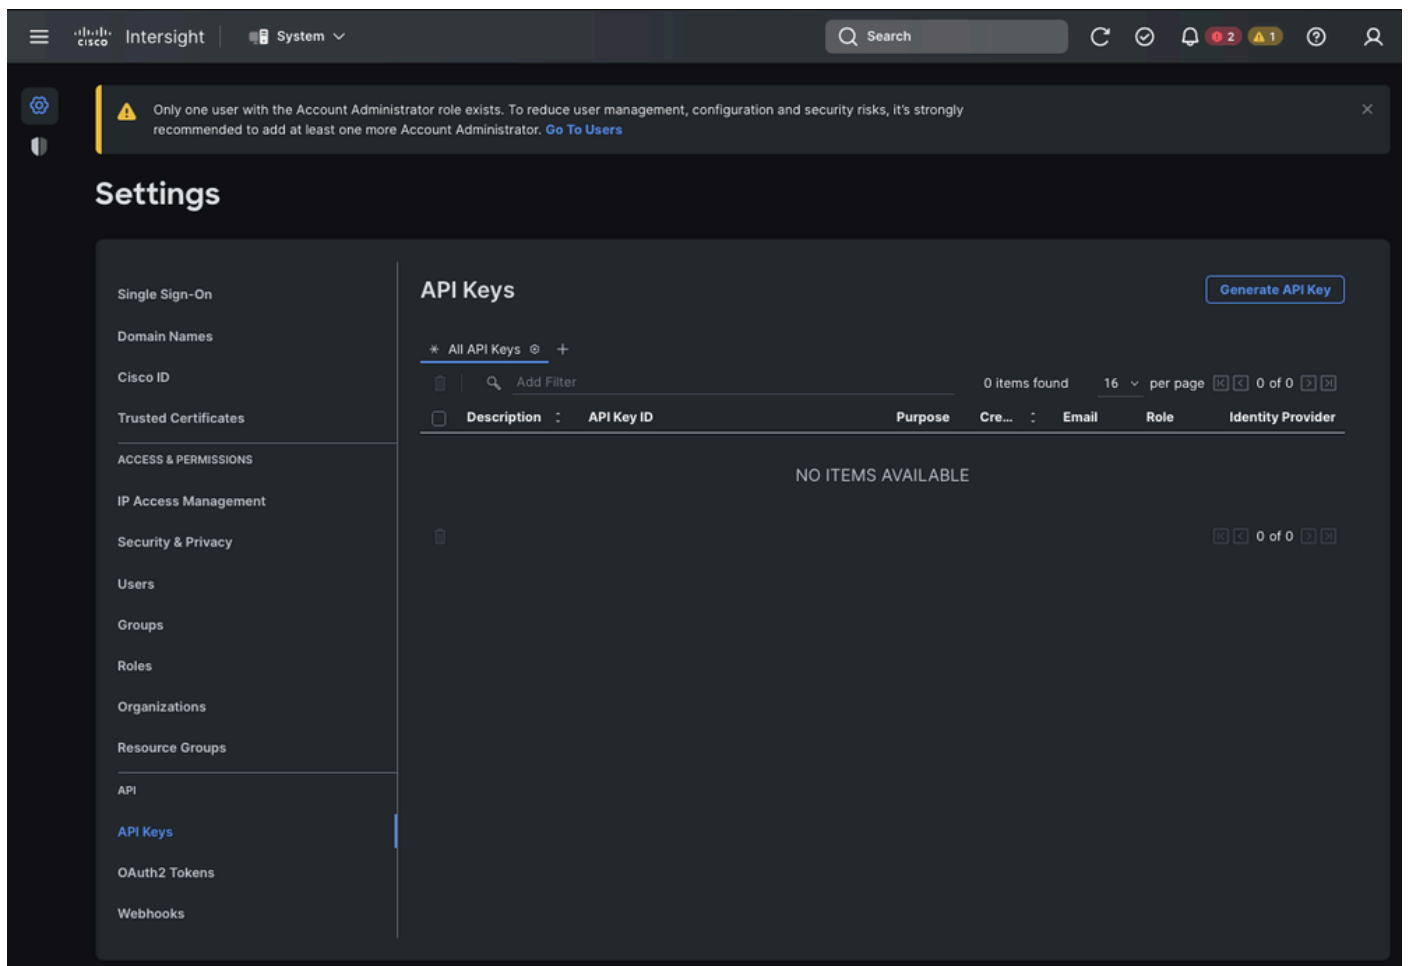 cisco Intersight System Search 2 1
Only one user with the Account Administrator role exists. To reduce user management, configuration and security risks, it's strongly
recommended to add at least one more Account Administrator. Go To Users
Settings
Single Sign-On
Domain Names
Cisco ID
Trusted Certificates
ACCESS & PERMISSIONS
IP Access Management
Security & Privacy
Users
Groups
Roles
Organizations
Resource Groups
API
API Keys
OAuth2 Tokens
Webhooks
API Keys Generate API Key
All API Keys
Add Filter 0 items found 16 per page 0 of 0
Description API Key ID Purpose Cre... Email Role Identity Provider
NO ITEMS AVAILABLE
0 of 0